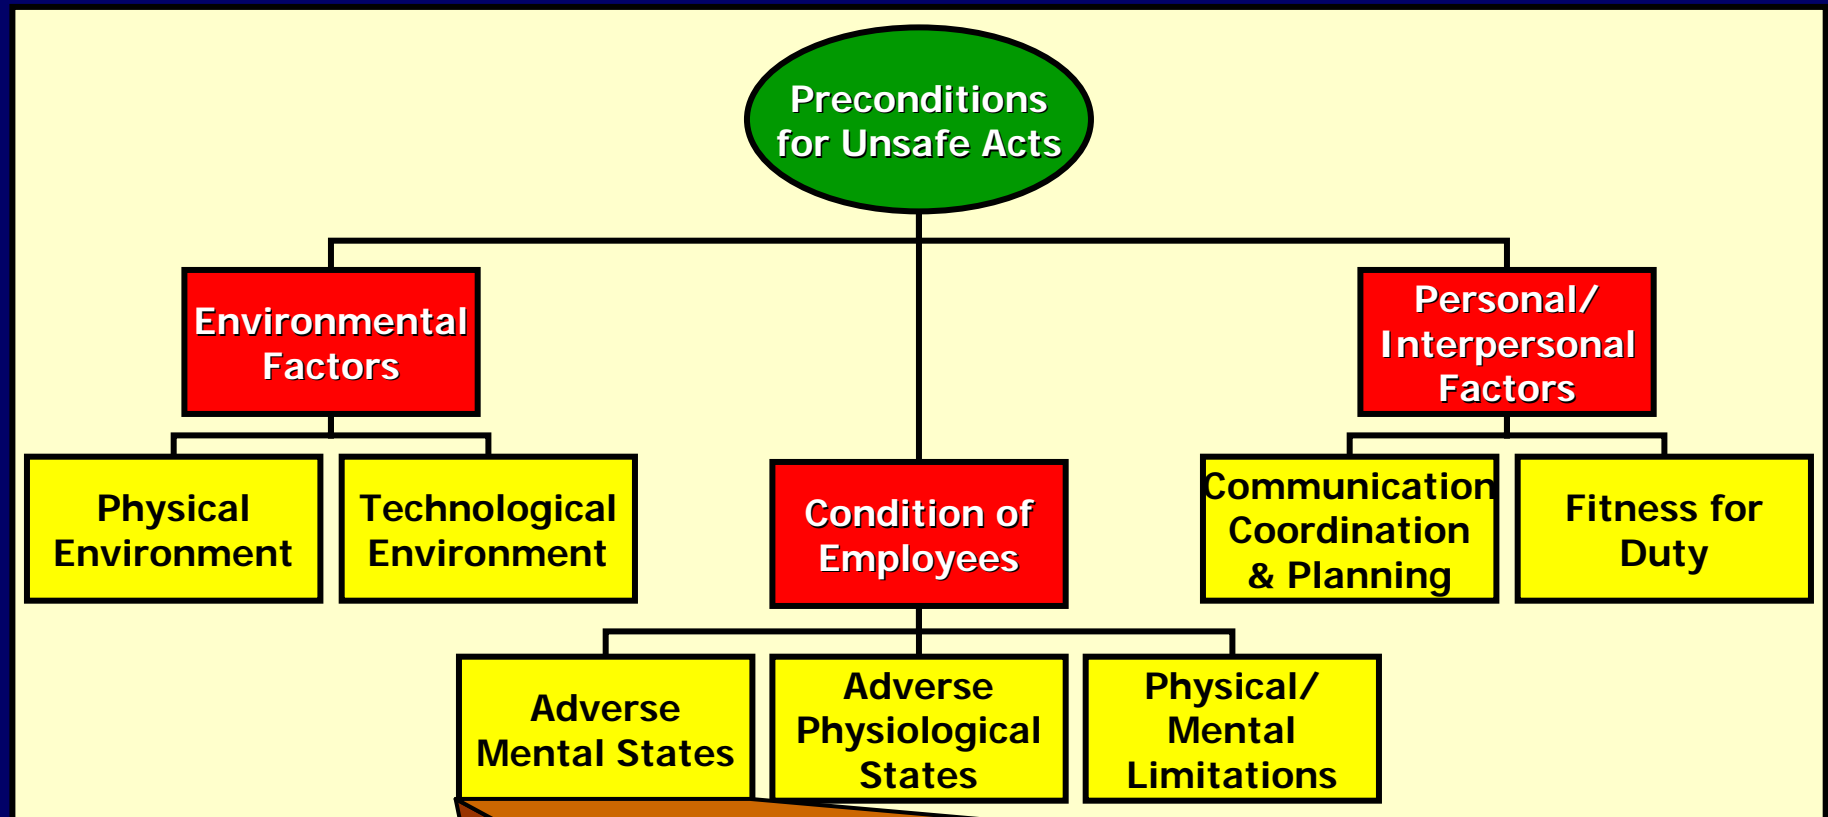 Preconditions
for Unsafe Acts
Environmental
Factors
Personal/
Interpersonal
Factors
Physical
Environment
Technological
Environment
Condition of
Employees
Communication
Coordination
& Planning
Fitness for
Duty
Adverse
Mental States
Adverse
Physiological
States
Physical/
Mental
Limitations